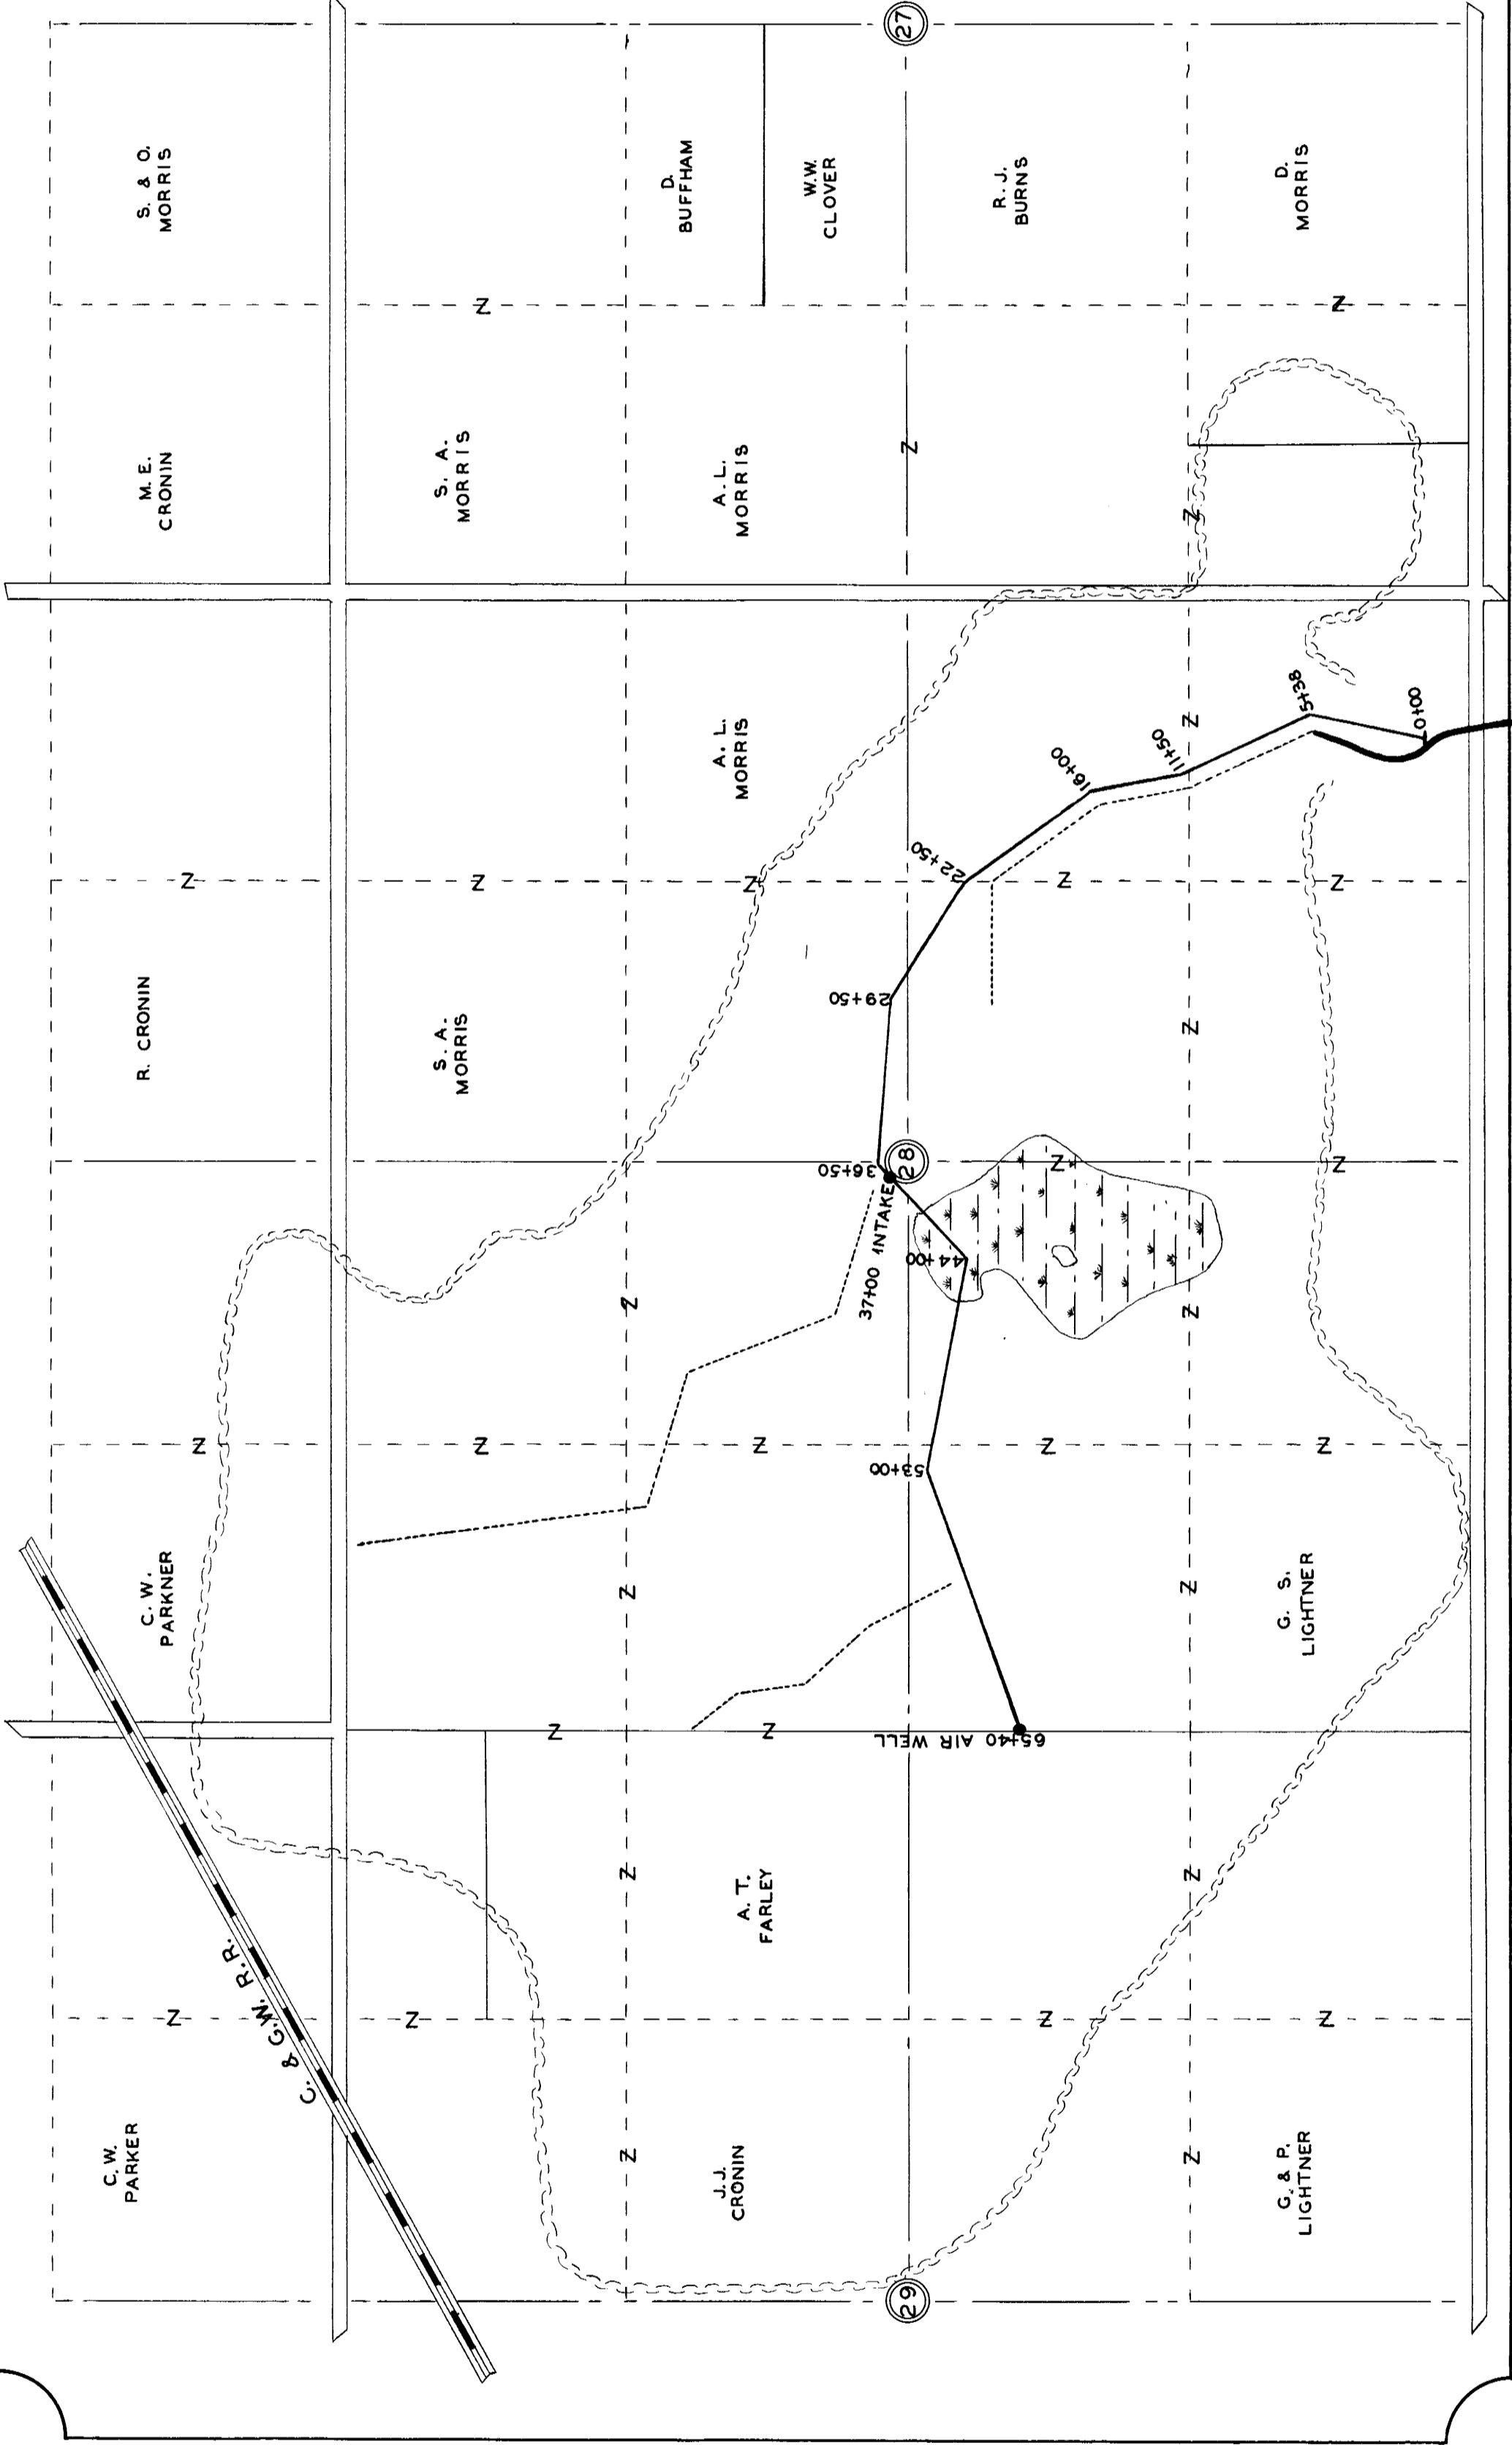 C. W.
PARKER
C. & G.W. R. R.
C. W.
PARKNER
R. CRONIN
M. E.
CRONIN
S. & O.
MORRIS
S. A.
MORRIS
S. A.
MORRIS
J. J.
CRONIN
A. T.
FARLEY
A. L.
MORRIS
A. L.
MORRIS
D.
BUFFHAM
W.W.
CLOVER
29
65+40 AIR WELL
53+00
44+00
37+00 INTAKE
36+50
28
29+50
22+50
16+00
11+50
5+38
0+00
27
R. J.
BURNS
G. & P.
LIGHTNER
G. S.
LIGHTNER
D.
MORRIS